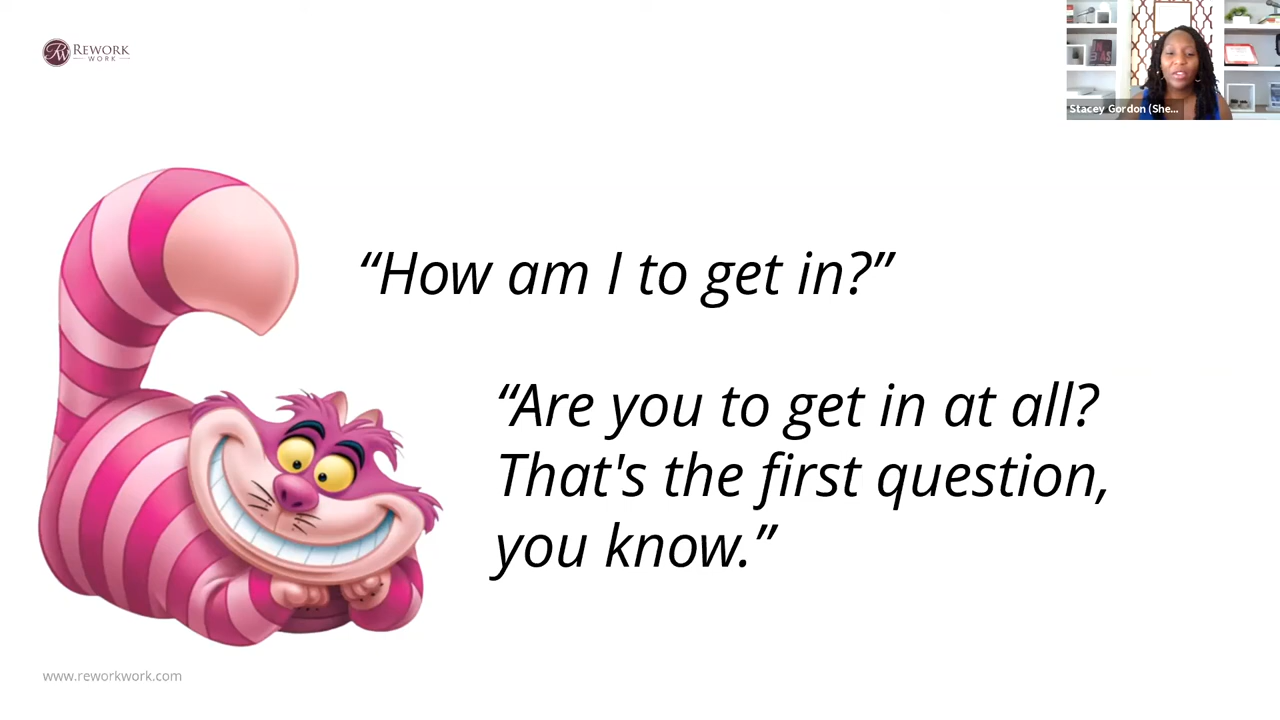 REWORK
WORK
Stacey Gordon (She...
“How am I to get in?”
“Are you to get in at all?
That's the first question,
you know.”
www.reworkwork.com